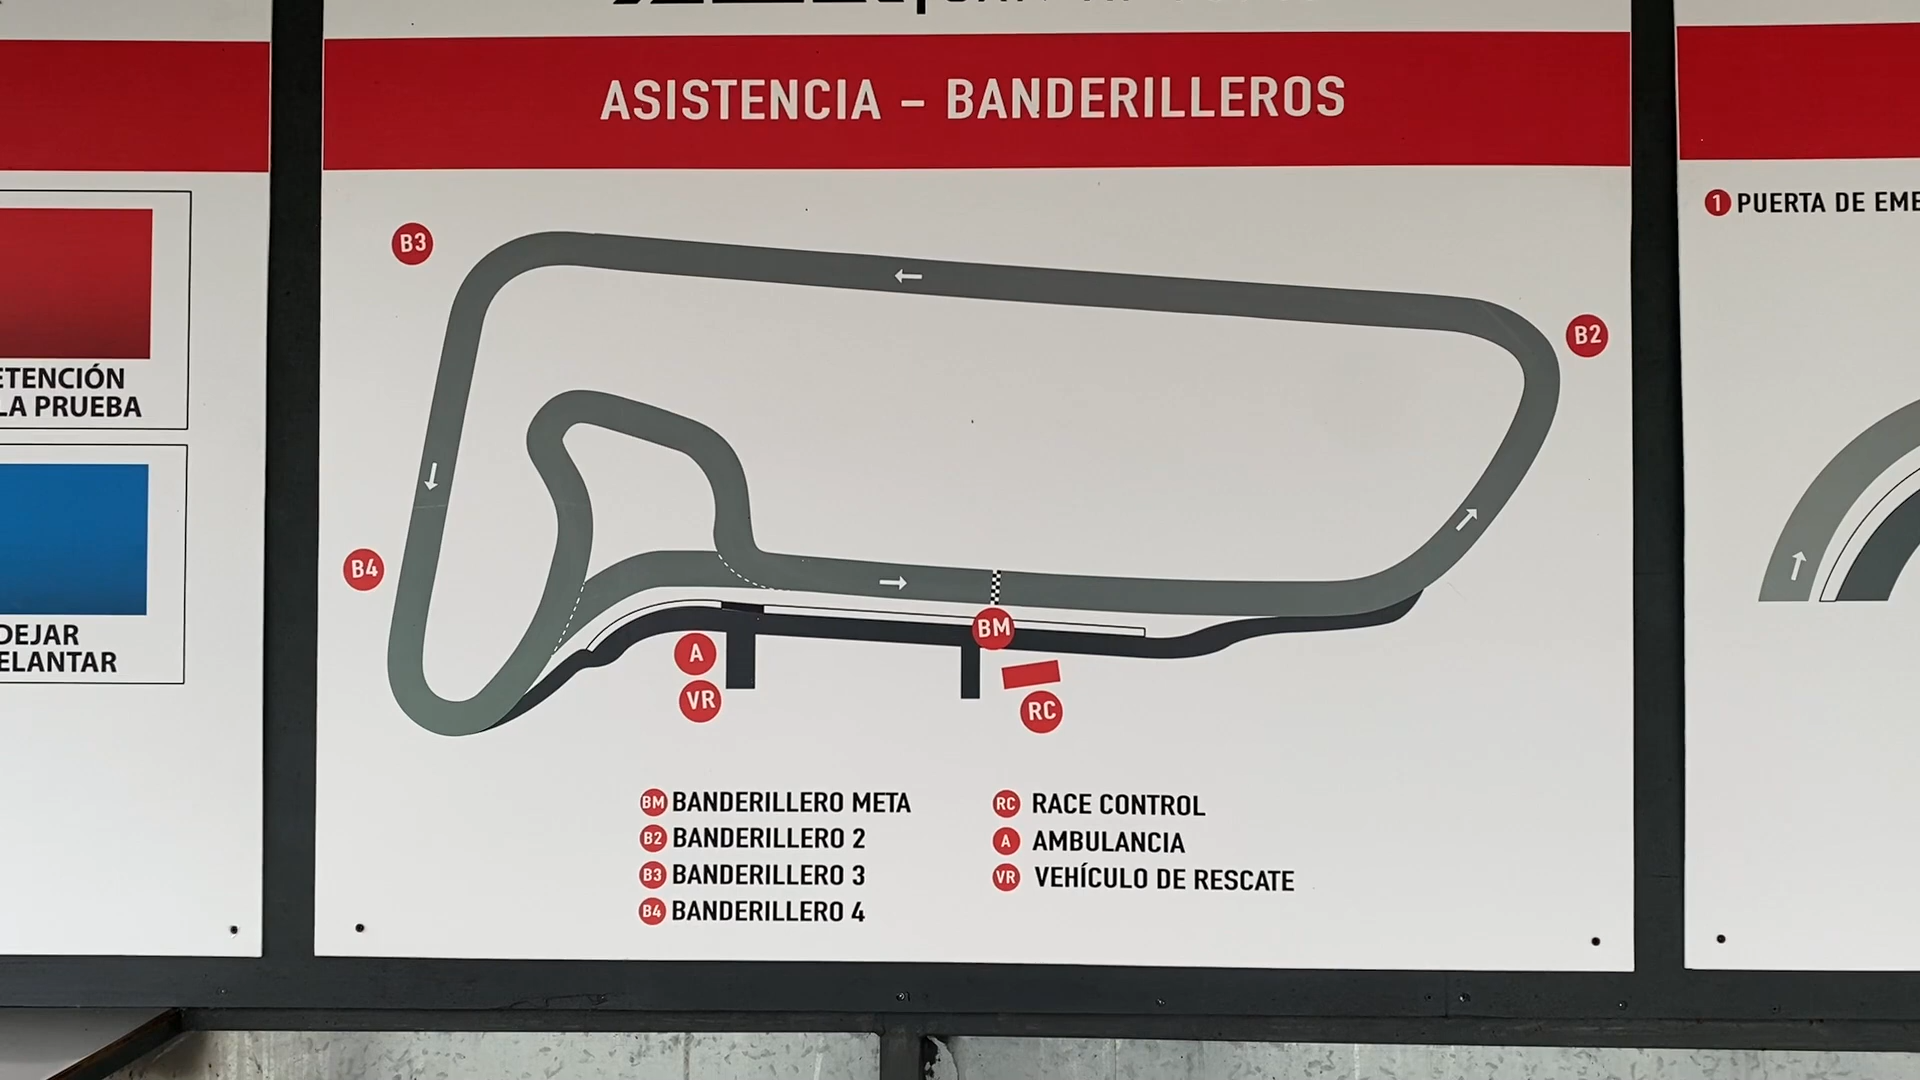 ASISTENCIA – BANDERILLEROS
B3
B2
B4
BM
A
VR
RC
BM BANDERILLERO META
B2 BANDERILLERO 2
B3 BANDERILLERO 3
B4 BANDERILLERO 4
RC RACE CONTROL
A AMBULANCIA
VR VEHÍCULO DE RESCATE
ETENCIÓN
LA PRUEBA
DEJAR
ELANTAR
1 PUERTA DE EME